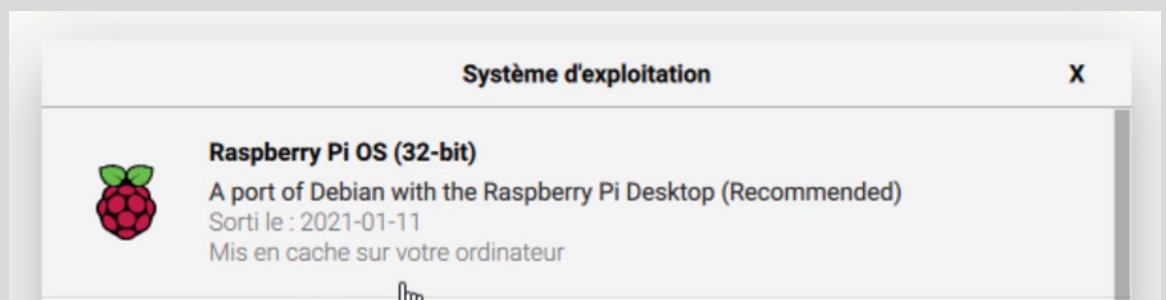 Système d'exploitation X
Raspberry Pi OS (32-bit)
A port of Debian with the Raspberry Pi Desktop (Recommended)
Sorti le : 2021-01-11
Mis en cache sur votre ordinateur